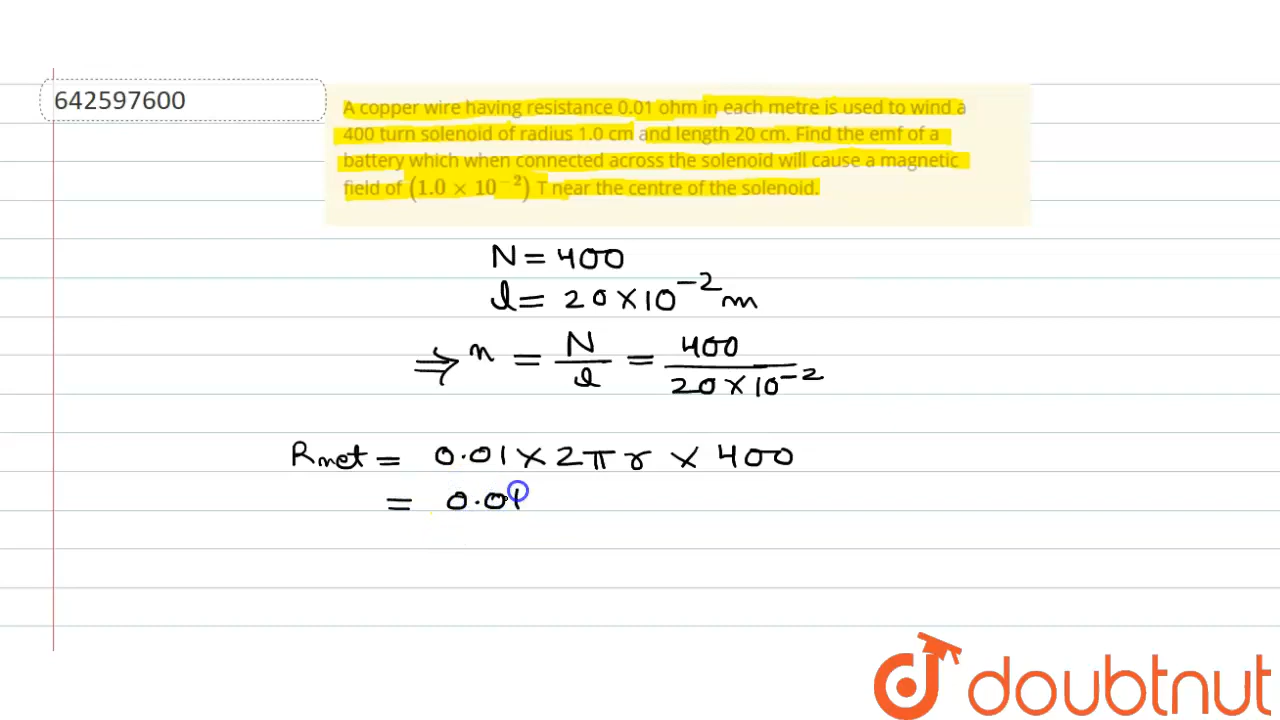 642597600
A copper wire having resistance 0.01 ohm in each metre is used to wind a
400 turn solenoid of radius 1.0 cm and length 20 cm. Find the emf of a
battery which when connected across the solenoid will cause a magnetic
field of (1.0 × 10⁻²) T near the centre of the solenoid.
N = 400
l = 20 × 10⁻² m
⇒ n = N/l = 400/(20 × 10⁻²)
Rnet = 0.01 × 2πr × 400
= 0.01
doubtnut